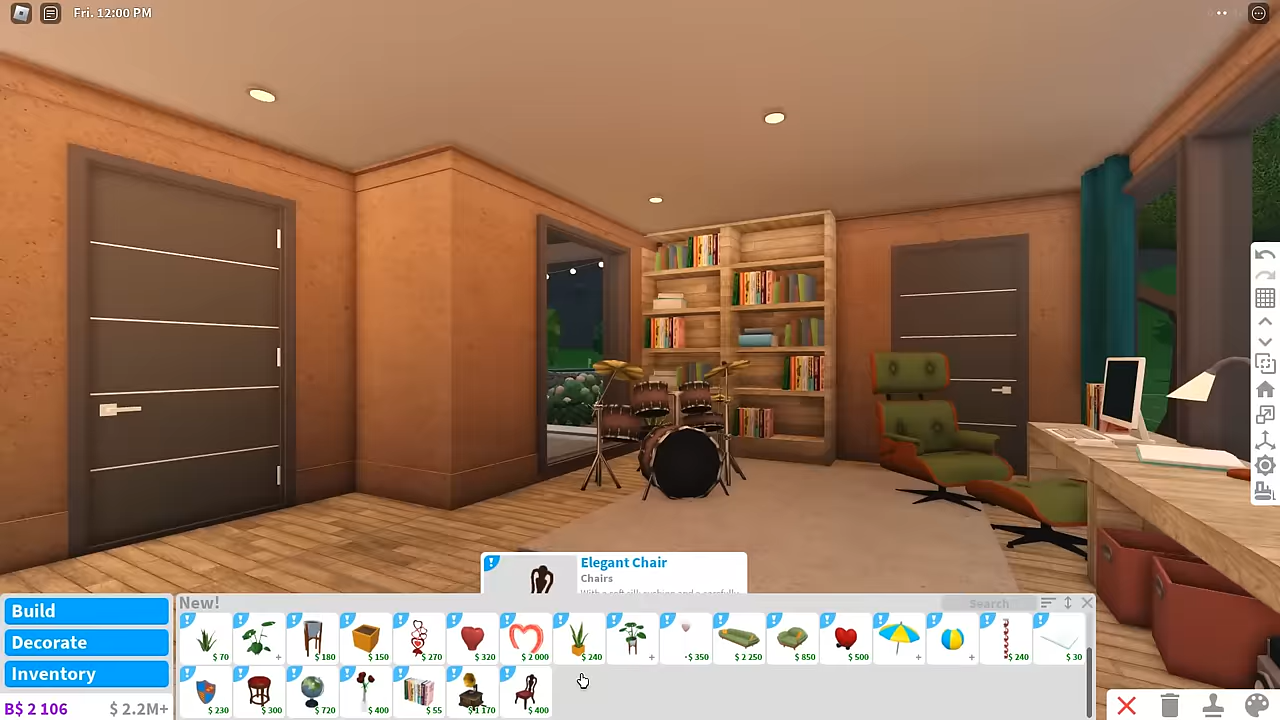 Fri. 12:00 PM
Elegant Chair
Chairs
Build
Decorate
Inventory
B$ 2 106
$ 2.2M+
New!
Search
$ 70
+
$ 180
$ 150
$ 270
$ 320
$ 2 000
$ 240
+
$ 350
$ 2 250
$ 850
$ 500
+
+
$ 240
$ 30
$ 230
$ 300
$ 720
$ 400
$ 55
$ 1 170
$ 400